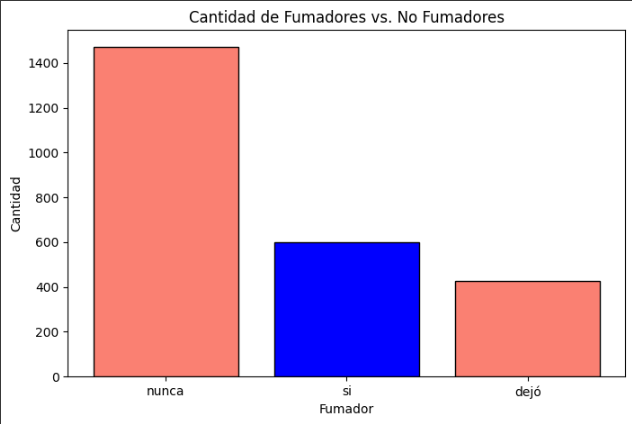 Cantidad de Fumadores vs. No Fumadores
1400
1200
1000
800
600
400
200
0
Cantidad
nunca
si
dejó
Fumador